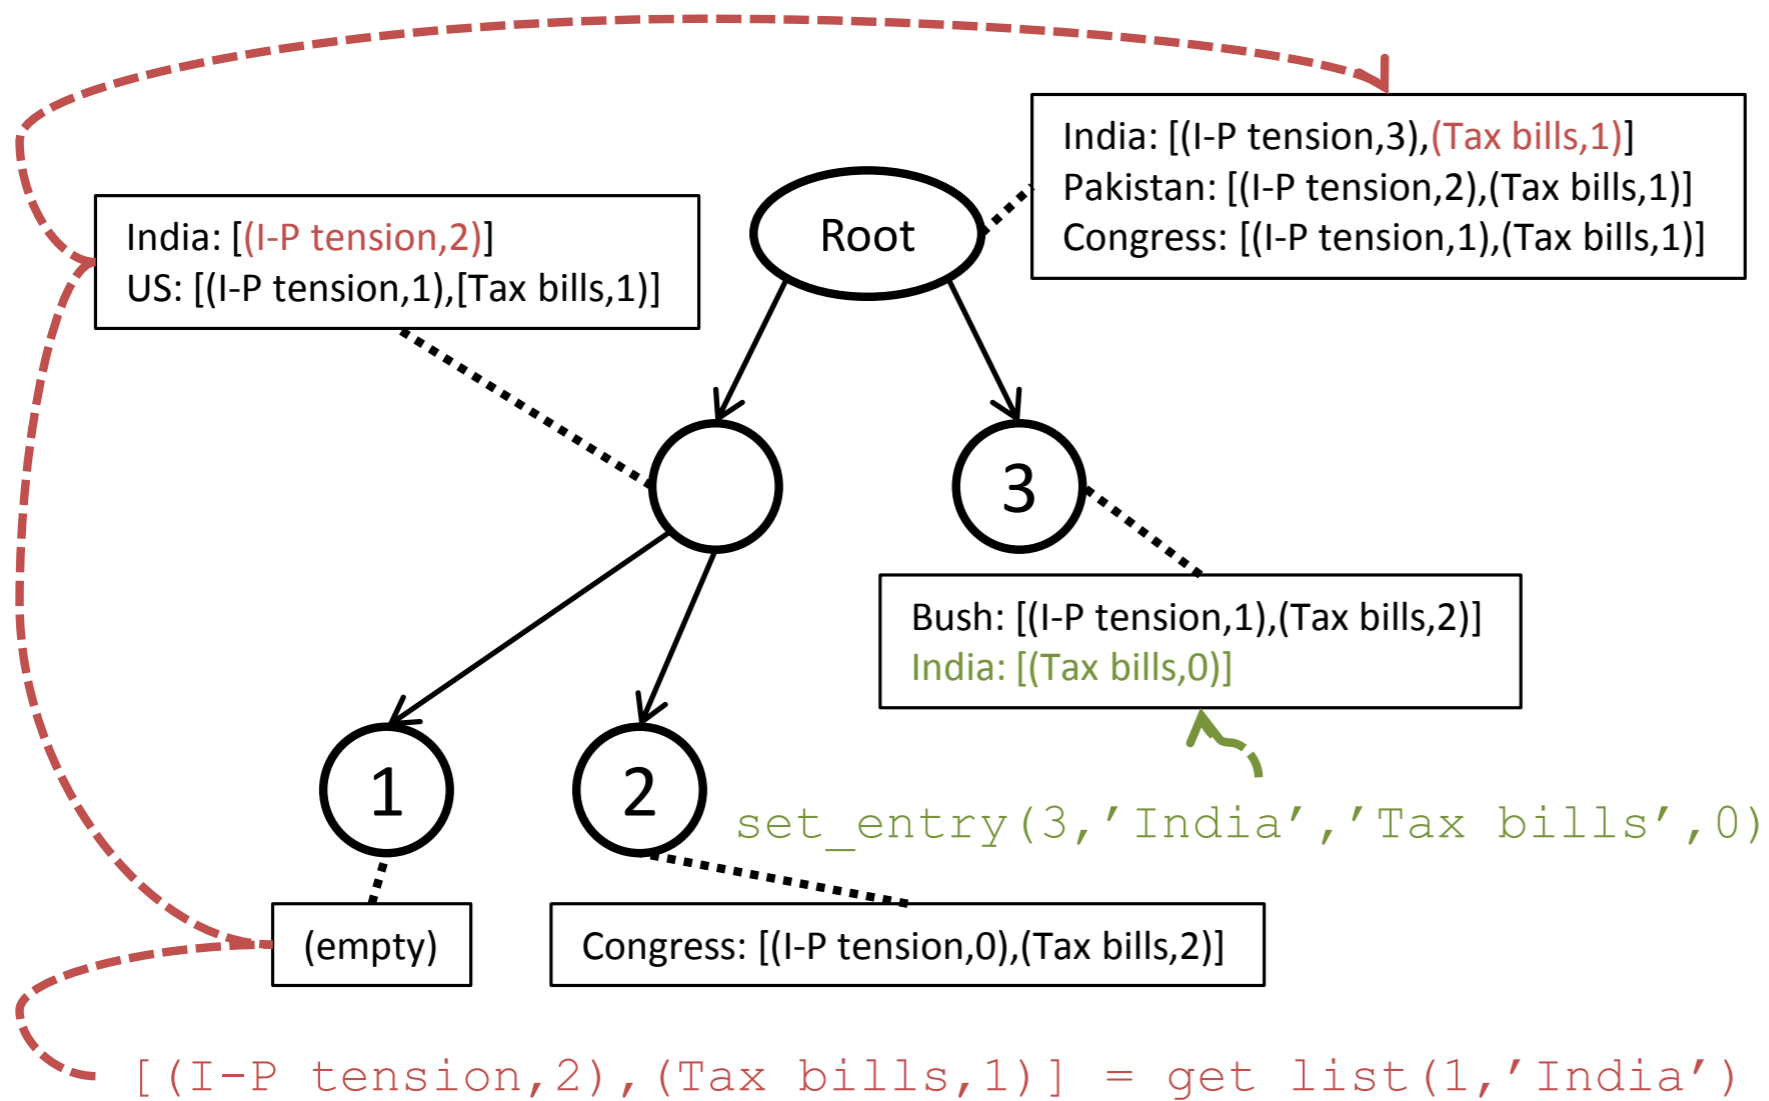 India: [(I-P tension,3),(Tax bills,1)]
Pakistan: [(I-P tension,2),(Tax bills,1)]
Congress: [(I-P tension,1),(Tax bills,1)]
India: [(I-P tension,2)]
US: [(I-P tension,1),[Tax bills,1)]
Root
3
Bush: [(I-P tension,1),(Tax bills,2)]
India: [(Tax bills,0)]
1
2
set_entry(3,’India’,’Tax bills’,0)
(empty)
Congress: [(I-P tension,0),(Tax bills,2)]
[(I-P tension,2),(Tax bills,1)] = get list(1,’India’)